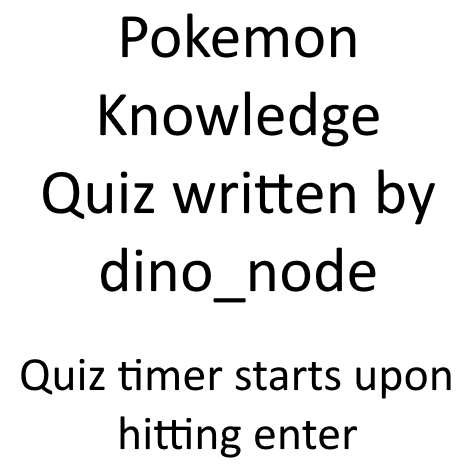 Pokemon
Knowledge
Quiz written by
dino_node
Quiz timer starts upon
hitting enter